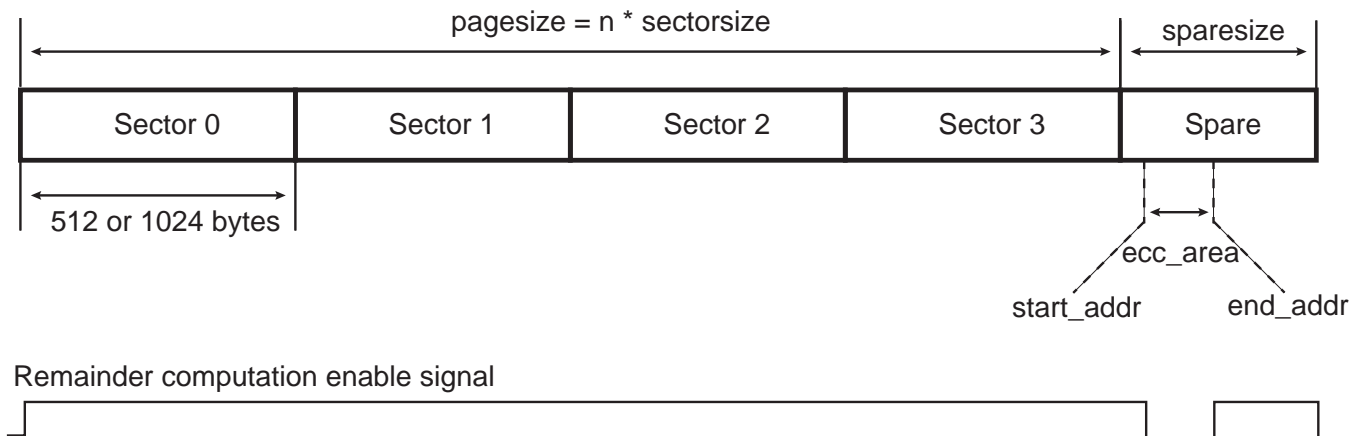 pagesize = n * sectorsize
sparesize
Sector 0
Sector 1
Sector 2
Sector 3
Spare
512 or 1024 bytes
ecc_area
start_addr
end_addr
Remainder computation enable signal